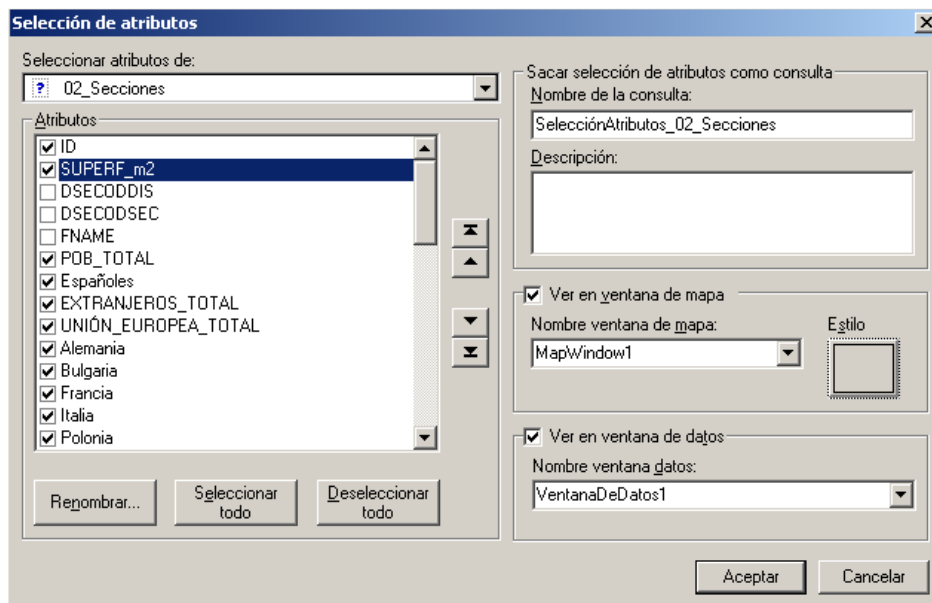 Selección de atributos
Seleccionar atributos de:
? 02_Secciones
Atributos
ID
SUPERF_m2
DSECODDIS
DSECODSEC
FNAME
POB_TOTAL
Españoles
EXTRANJEROS_TOTAL
UNIÓN_EUROPEA_TOTAL
Alemania
Bulgaria
Francia
Italia
Polonia
Renombrar...
Seleccionar
todo
Deseleccionar
todo
Sacar selección de atributos como consulta
Nombre de la consulta:
SelecciónAtributos_02_Secciones
Descripción:
Ver en ventana de mapa
Nombre ventana de mapa:
Estilo
MapWindow1
Ver en ventana de datos
Nombre ventana datos:
VentanaDeDatos1
Aceptar
Cancelar